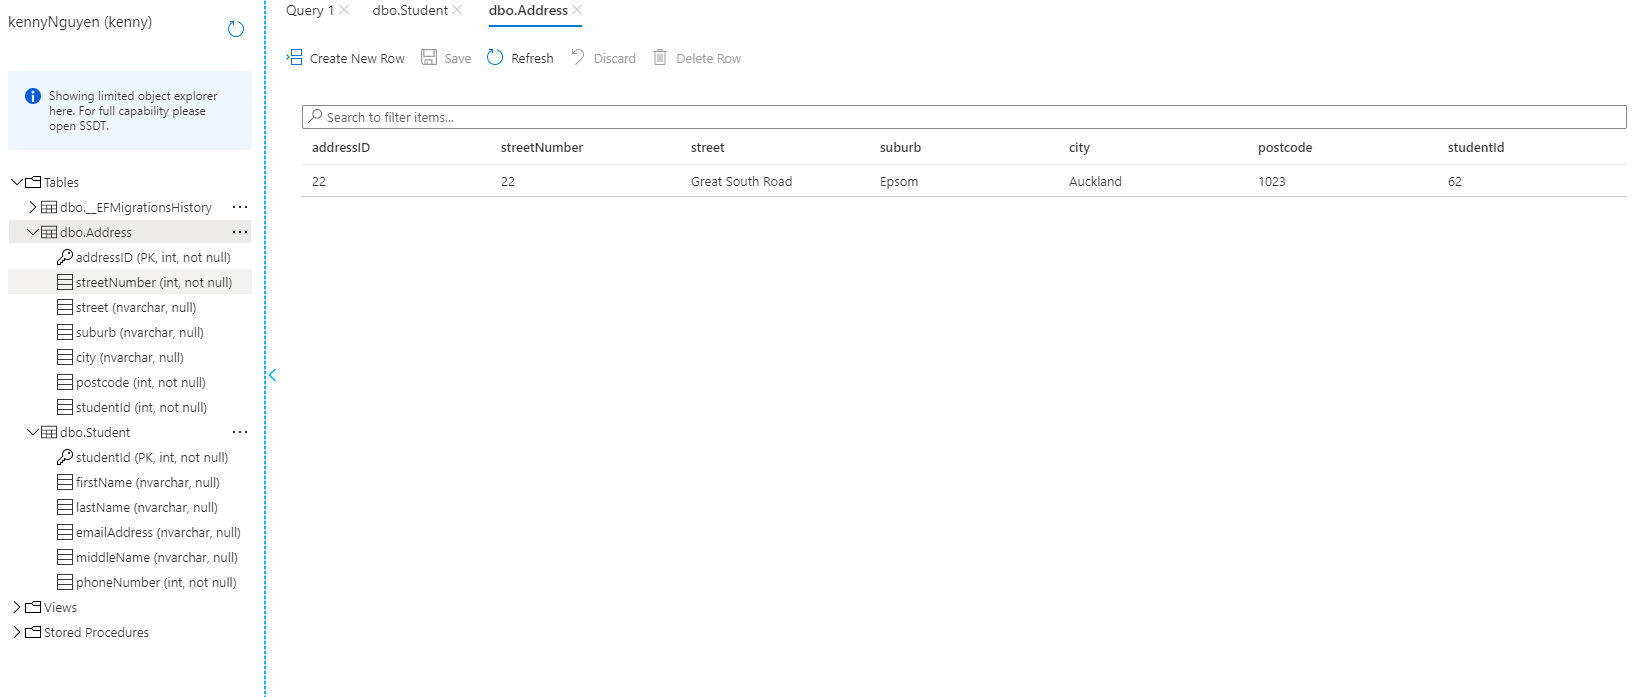 kennyNguyen (kenny)
Showing limited object explorer
here. For full capability please
open SSDT.
Tables
dbo.__EFMigrationsHistory ...
dbo.Address ...
addressID (PK, int, not null)
streetNumber (int, not null)
street (nvarchar, null)
suburb (nvarchar, null)
city (nvarchar, null)
postcode (int, not null)
studentId (int, not null)
dbo.Student ...
studentId (PK, int, not null)
firstName (nvarchar, null)
lastName (nvarchar, null)
emailAddress (nvarchar, null)
middleName (nvarchar, null)
phoneNumber (int, not null)
Views
Stored Procedures
Query 1 dbo.Student dbo.Address
Create New Row Save Refresh Discard Delete Row
Search to filter items...
addressID streetNumber street suburb city postcode studentId
22 22 Great South Road Epsom Auckland 1023 62